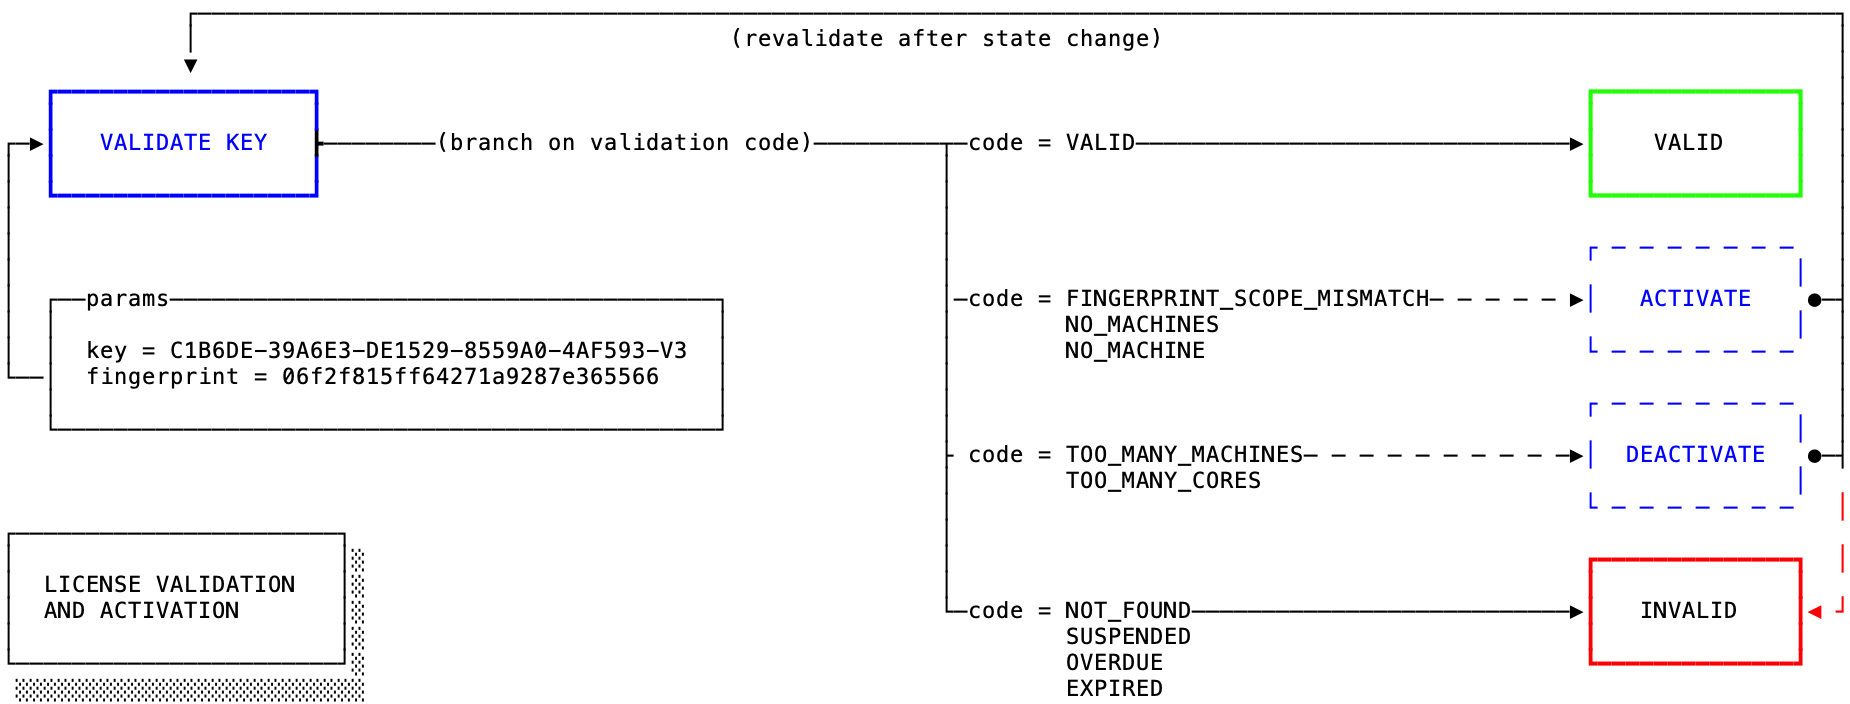 (revalidate after state change)
VALIDATE KEY
(branch on validation code)
code = VALID
VALID
params
key = C1B6DE-39A6E3-DE1529-8559A0-4AF593-V3
fingerprint = 06f2f815ff64271a9287e365566
code = FINGERPRINT_SCOPE_MISMATCH
NO_MACHINES
NO_MACHINE
ACTIVATE
code = TOO_MANY_MACHINES
TOO_MANY_CORES
DEACTIVATE
LICENSE VALIDATION
AND ACTIVATION
code = NOT_FOUND
SUSPENDED
OVERDUE
EXPIRED
INVALID